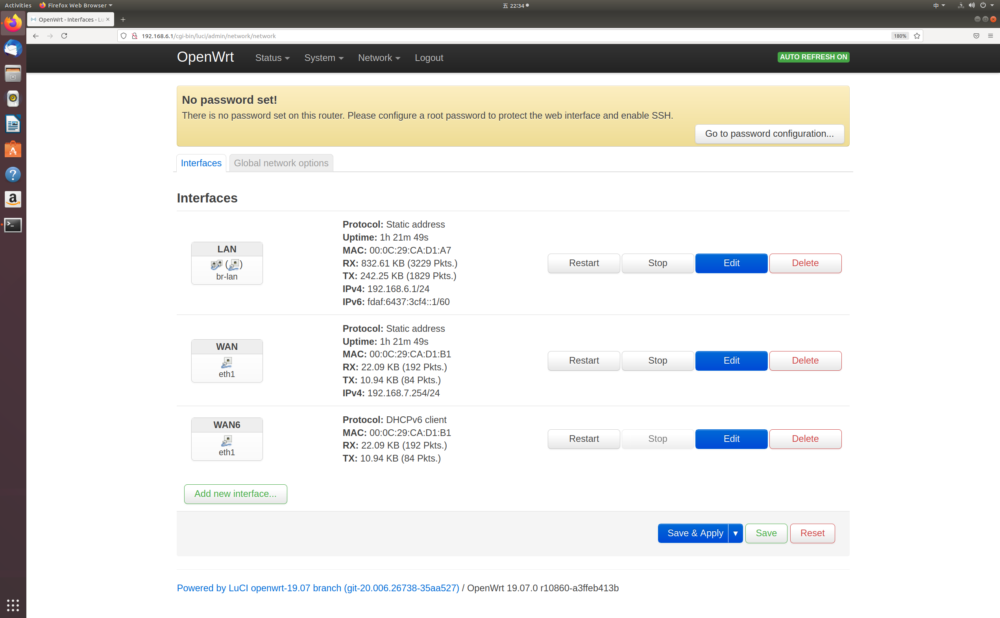 Activities Firefox Web Browser 五 22:34 中
OpenWrt - Interfaces - Lu
192.168.6.1/cgi-bin/luci/admin/network/network 180%
OpenWrt Status System Network Logout AUTO REFRESH ON
No password set!
There is no password set on this router. Please configure a root password to protect the web interface and enable SSH.
Go to password configuration...
Interfaces Global network options
Interfaces
LAN
( )
br-lan
Protocol: Static address
Uptime: 1h 21m 49s
MAC: 00:0C:29:CA:D1:A7
RX: 832.61 KB (3229 Pkts.)
TX: 242.25 KB (1829 Pkts.)
IPv4: 192.168.6.1/24
IPv6: fdaf:6437:3cf4::1/60
Restart Stop Edit Delete
WAN
eth1
Protocol: Static address
Uptime: 1h 21m 49s
MAC: 00:0C:29:CA:D1:B1
RX: 22.09 KB (192 Pkts.)
TX: 10.94 KB (84 Pkts.)
IPv4: 192.168.7.254/24
Restart Stop Edit Delete
WAN6
eth1
Protocol: DHCPv6 client
MAC: 00:0C:29:CA:D1:B1
RX: 22.09 KB (192 Pkts.)
TX: 10.94 KB (84 Pkts.)
Restart Stop Edit Delete
Add new interface...
Save & Apply Save Reset
Powered by LuCI openwrt-19.07 branch (git-20.006.26738-35aa527) / OpenWrt 19.07.0 r10860-a3ffeb413b